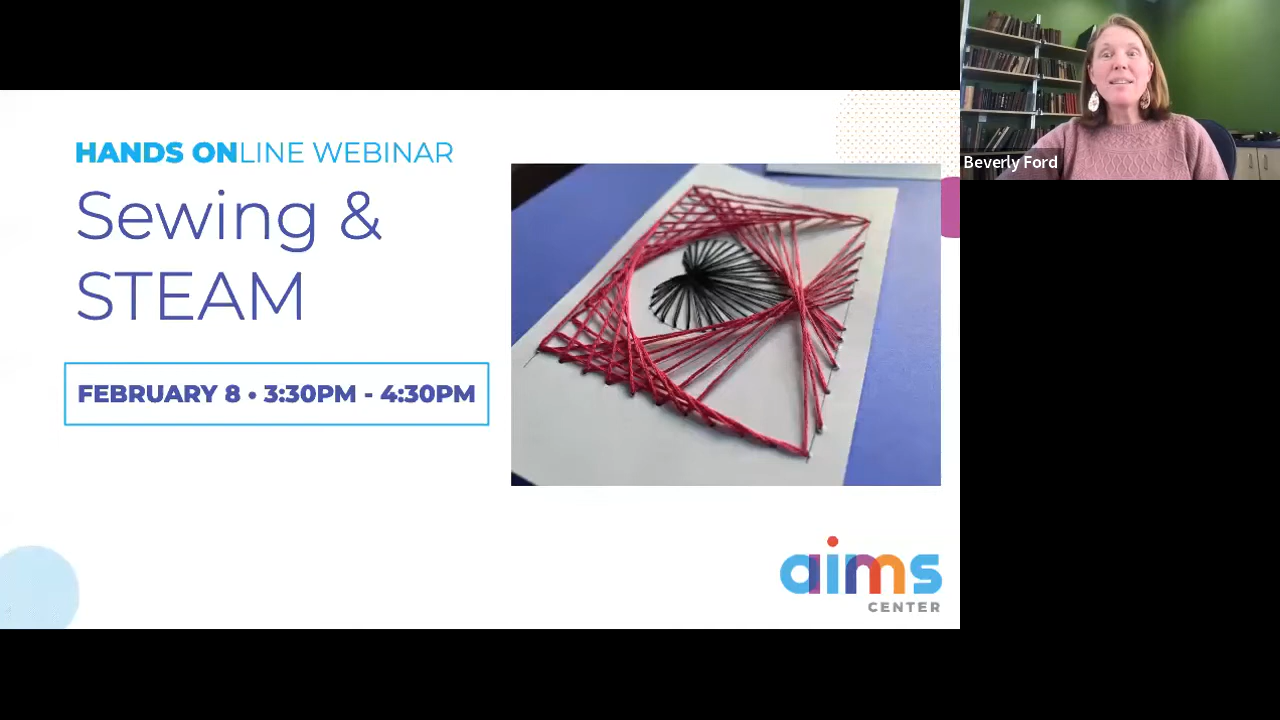 HANDS ONLINE WEBINAR
Sewing &
STEAM
FEBRUARY 8 • 3:30PM - 4:30PM
aims
CENTER
Beverly Ford